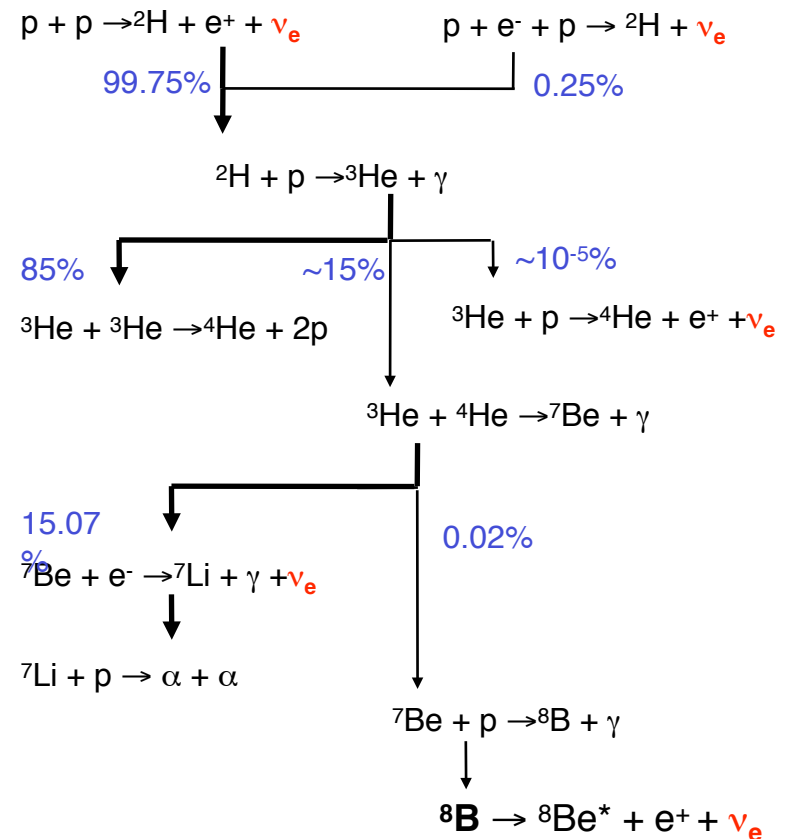 p + p →²H + e⁺ + νₑ
p + e⁻ + p → ²H + νₑ
99.75%
0.25%
²H + p →³He + γ
85%
~15%
~10⁻⁵%
³He + ³He →⁴He + 2p
³He + p →⁴He + e⁺ +νₑ
³He + ⁴He →⁷Be + γ
15.07
%
0.02%
⁷Be + e⁻ →⁷Li + γ +νₑ
⁷Li + p → α + α
⁷Be + p →⁸B + γ
⁸B → ⁸Be* + e⁺ + νₑ